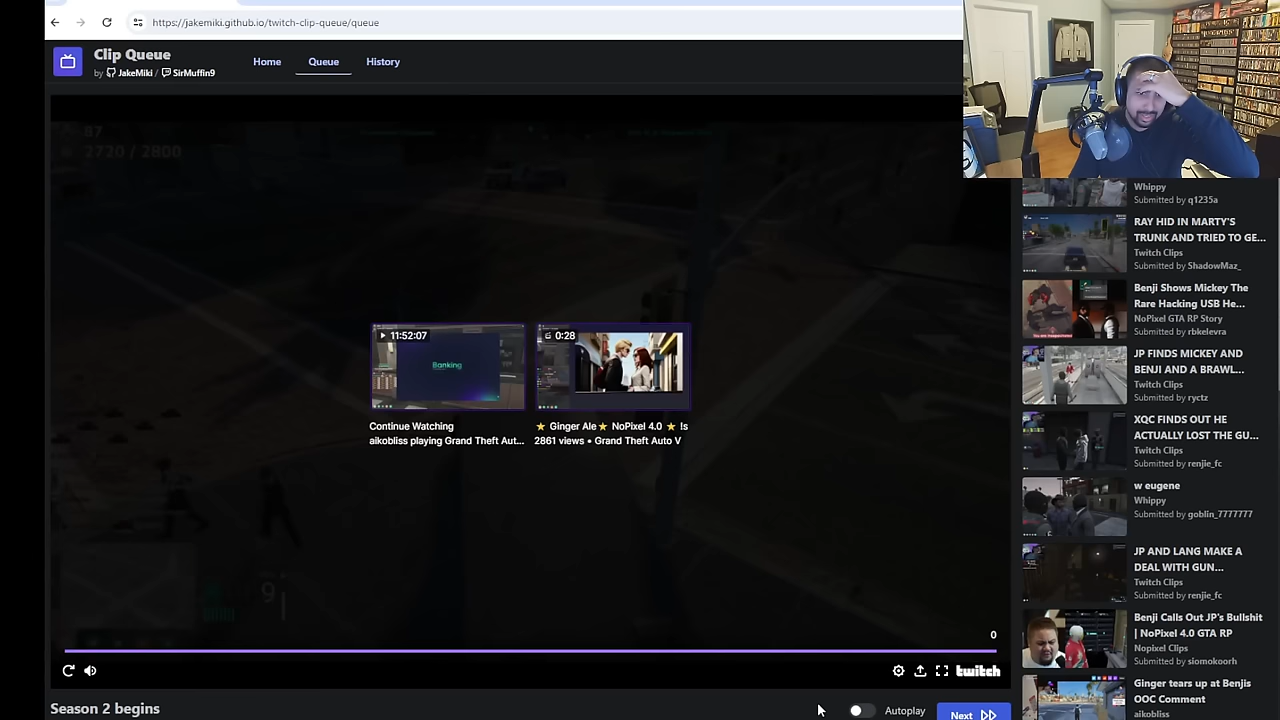 https://jakemiki.github.io/twitch-clip-queue/queue
Clip Queue
by JakeMiki / SirMuffin9
Home
Queue
History
87
2720 / 2800
11:52:07
Banking
Continue Watching
aikobliss playing Grand Theft Aut...
0:28
★ Ginger Ale★ NoPixel 4.0 ★ !s
2861 views • Grand Theft Auto V
0
twitch
Season 2 begins
Autoplay
Next
Whippy
Submitted by q1235a
RAY HID IN MARTY'S
TRUNK AND TRIED TO GE...
Twitch Clips
Submitted by ShadowMaz_
Benji Shows Mickey The
Rare Hacking USB He...
NoPixel GTA RP Story
Submitted by rbkelevra
JP FINDS MICKEY AND
BENJI AND A BRAWL...
Twitch Clips
Submitted by ryctz
XQC FINDS OUT HE
ACTUALLY LOST THE GU...
Twitch Clips
Submitted by renjie_fc
w eugene
Whippy
Submitted by goblin_7777777
JP AND LANG MAKE A
DEAL WITH GUN...
Twitch Clips
Submitted by renjie_fc
Benji Calls Out JP's Bullshit
| NoPixel 4.0 GTA RP
Nopixel Clips
Submitted by siomokoorh
Ginger tears up at Benjis
OOC Comment
aikobliss